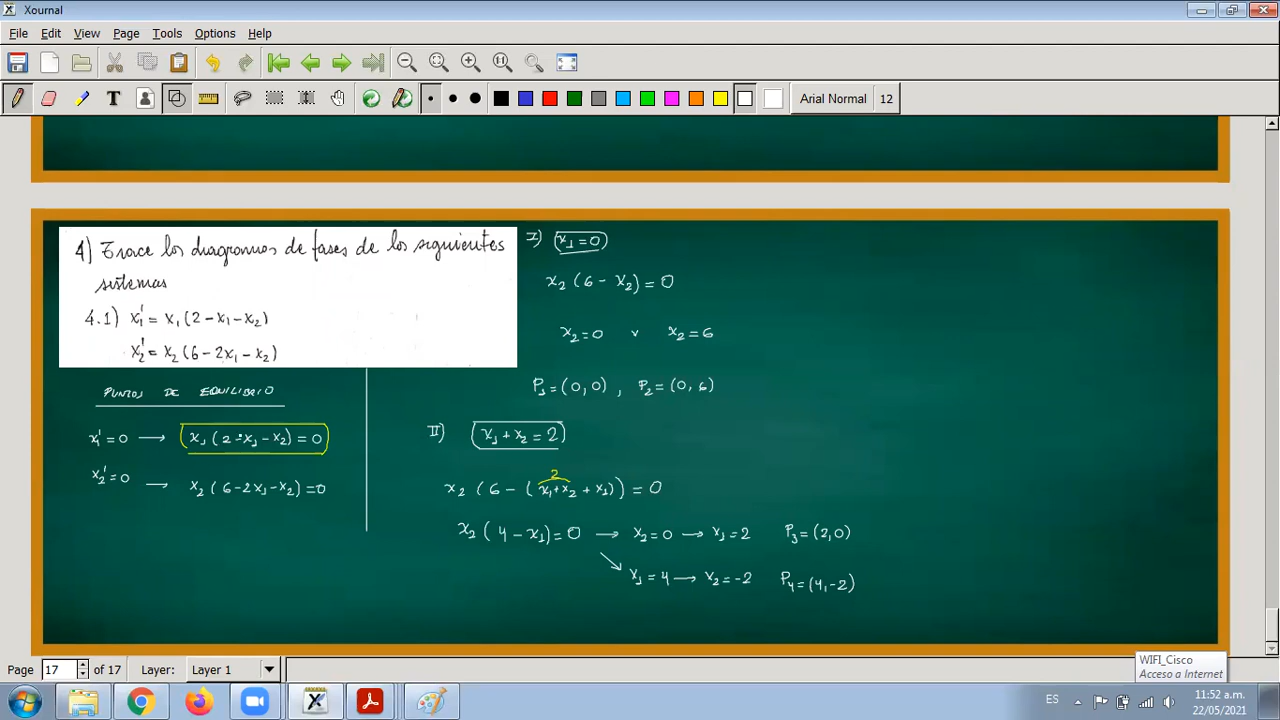 Xournal
File Edit View Page Tools Options Help
Arial Normal 12
4) Trace los diagramas de fases de los siguientes
sistemas
4.1) x₁' = x₁ (2 - x₁ - x₂)
x₂' = x₂ (6 - 2x₁ - x₂)
PUNTOS DE EQUILIBRIO
x₁' = 0 → x₁ (2 - x₁ - x₂) = 0
x₂' = 0 → x₂ (6 - 2x₁ - x₂) = 0
I) x₁ = 0
x₂ (6 - x₂) = 0
x₂ = 0 v x₂ = 6
P₁ = (0,0) , P₂ = (0,6)
II) x₁ + x₂ = 2
2
x₂ (6 - (x₁ + x₂ + x₁)) = 0
x₂ (4 - x₁) = 0 → x₂ = 0 → x₁ = 2 P₃ = (2,0)
↘ x₁ = 4 → x₂ = -2 P₄ = (4,-2)
Page 17 of 17 Layer: Layer 1
WIFI_Cisco
Acceso a Internet
ES 11:52 a.m.
22/05/2021